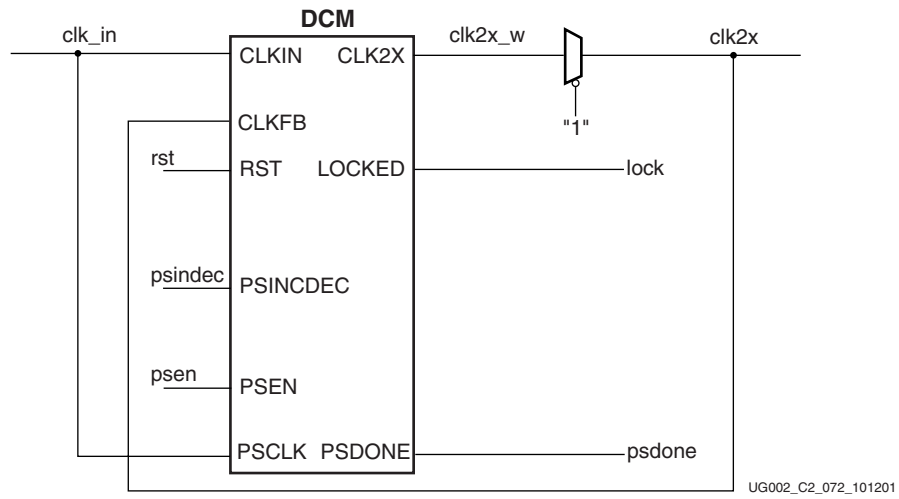 DCM
clk_in
clk2x_w
clk2x
CLKIN
CLK2X
CLKFB
"1"
rst
RST
LOCKED
lock
psindec
PSINCDEC
psen
PSEN
PSCLK
PSDONE
psdone
UG002_C2_072_101201